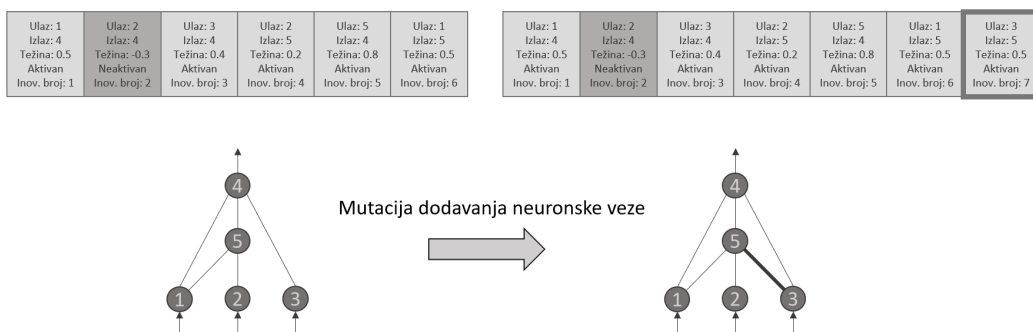 Ulaz: 1
Izlaz: 4
Težina: 0.5
Aktivan
Inov. broj: 1
Ulaz: 2
Izlaz: 4
Težina: -0.3
Neaktivan
Inov. broj: 2
Ulaz: 3
Izlaz: 4
Težina: 0.4
Aktivan
Inov. broj: 3
Ulaz: 2
Izlaz: 5
Težina: 0.2
Aktivan
Inov. broj: 4
Ulaz: 5
Izlaz: 4
Težina: 0.8
Aktivan
Inov. broj: 5
Ulaz: 1
Izlaz: 5
Težina: 0.5
Aktivan
Inov. broj: 6
Ulaz: 1
Izlaz: 4
Težina: 0.5
Aktivan
Inov. broj: 1
Ulaz: 2
Izlaz: 4
Težina: -0.3
Neaktivan
Inov. broj: 2
Ulaz: 3
Izlaz: 4
Težina: 0.4
Aktivan
Inov. broj: 3
Ulaz: 2
Izlaz: 5
Težina: 0.2
Aktivan
Inov. broj: 4
Ulaz: 5
Izlaz: 4
Težina: 0.8
Aktivan
Inov. broj: 5
Ulaz: 1
Izlaz: 5
Težina: 0.5
Aktivan
Inov. broj: 6
Ulaz: 3
Izlaz: 5
Težina: 0.5
Aktivan
Inov. broj: 7
4
5
1 2 3
Mutacija dodavanja neuronske veze
4
5
1 2 3